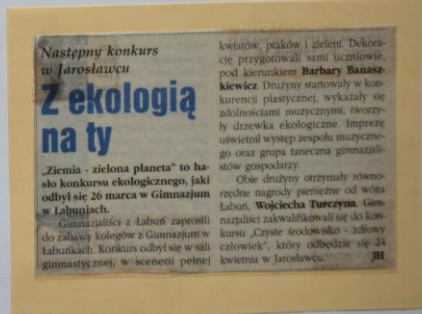 Następny konkurs
w Jarosławcu
Z ekologią
na ty
„Ziemia - zielona planeta" to ha-
sło konkursu ekologicznego, jaki
odbył się 26 marca w Gimnazjum
w Łabuniach.
Gimnazjaliści z Łabuń zaprosili
do zabawy kolegów z Gimnazjum w
Łabuńkach. Konkurs odbył się w sali
gimnastycznej, w scenerii pełnej
kwiatów, ptaków i zieleni. Dekora-
cję przygotowali sami uczniowie,
pod kierunkiem Barbary Banasz-
kiewicz. Drużyny startowały w kon-
kurencji plastycznej, wykazały się
zdolnościami muzycznymi, tworzy-
ły drzewka ekologiczne. Imprezę
uświetnił występ zespołu muzyczne-
go oraz grupa taneczna gimnazjali-
stów gospodarzy.
Obie drużyny otrzymały równo-
rzędne nagrody pieniężne od wójta
Łabuń, Wojciecha Turczyna. Gim-
nazjaliści zakwalifikowali się do kon-
kursu „Czyste środowisko - zdrowy
człowiek", który odbędzie się 24
kwietnia w Jarosławcu. JH